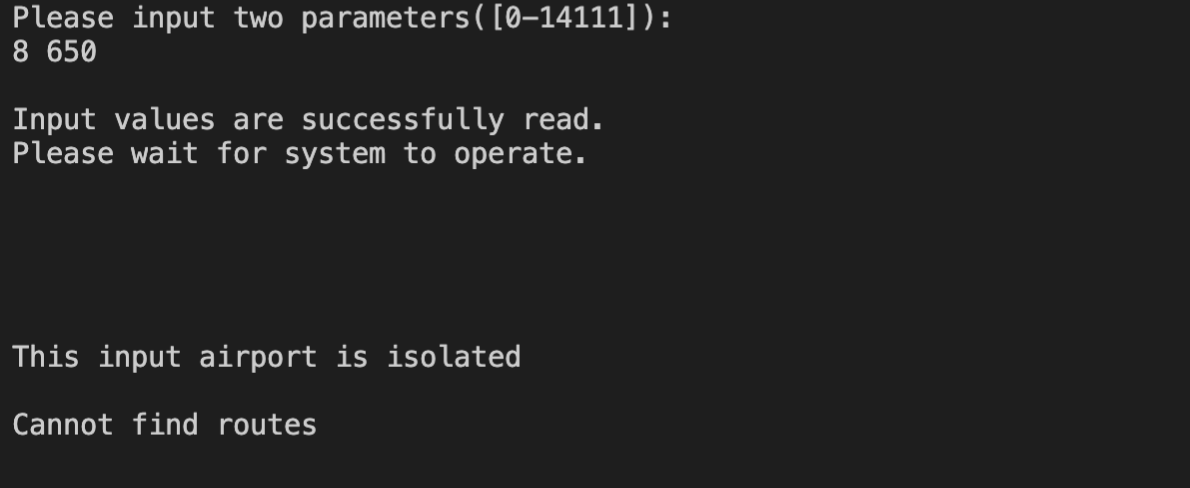 Please input two parameters([0-14111]):
8 650
Input values are successfully read.
Please wait for system to operate.
This input airport is isolated
Cannot find routes